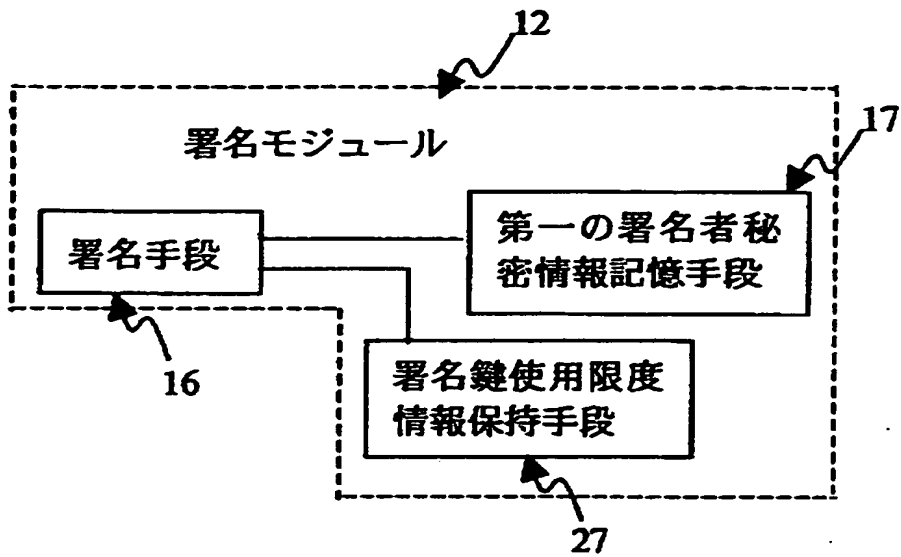 12
署名モジュール
17
署名手段
第一の署名者秘
密情報記憶手段
16
署名鍵使用限度
情報保持手段
27